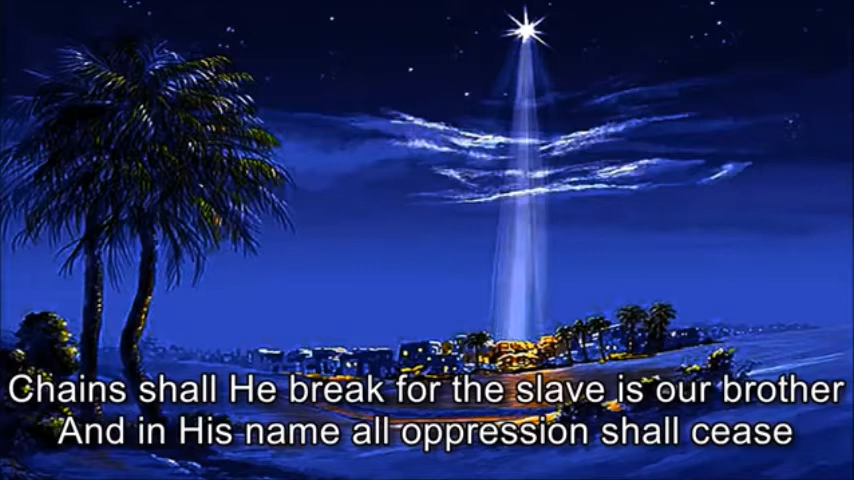 Chains shall He break for the slave is our brother
And in His name all oppression shall cease